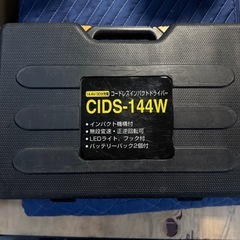 コードレスインパクトドライバー
CIDS-144W
・インパクト機構付
・無段変速・正逆回転可
・LEDライト、フック付
・バッテリーパック2個付